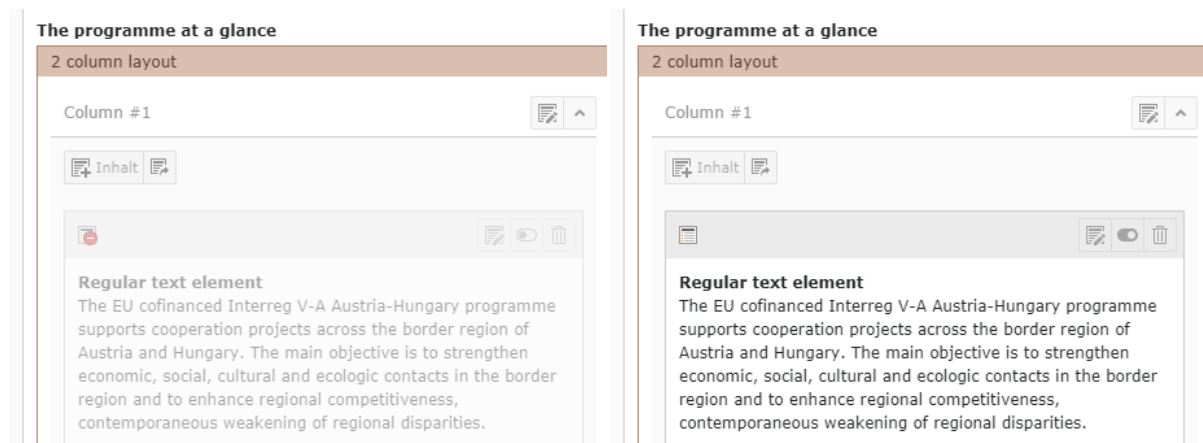 The programme at a glance
2 column layout
Column #1
Inhalt
Regular text element
The EU cofinanced Interreg V-A Austria-Hungary programme
supports cooperation projects across the border region of
Austria and Hungary. The main objective is to strengthen
economic, social, cultural and ecologic contacts in the border
region and to enhance regional competitiveness,
contemporaneous weakening of regional disparities.
The programme at a glance
2 column layout
Column #1
Inhalt
Regular text element
The EU cofinanced Interreg V-A Austria-Hungary programme
supports cooperation projects across the border region of
Austria and Hungary. The main objective is to strengthen
economic, social, cultural and ecologic contacts in the border
region and to enhance regional competitiveness,
contemporaneous weakening of regional disparities.